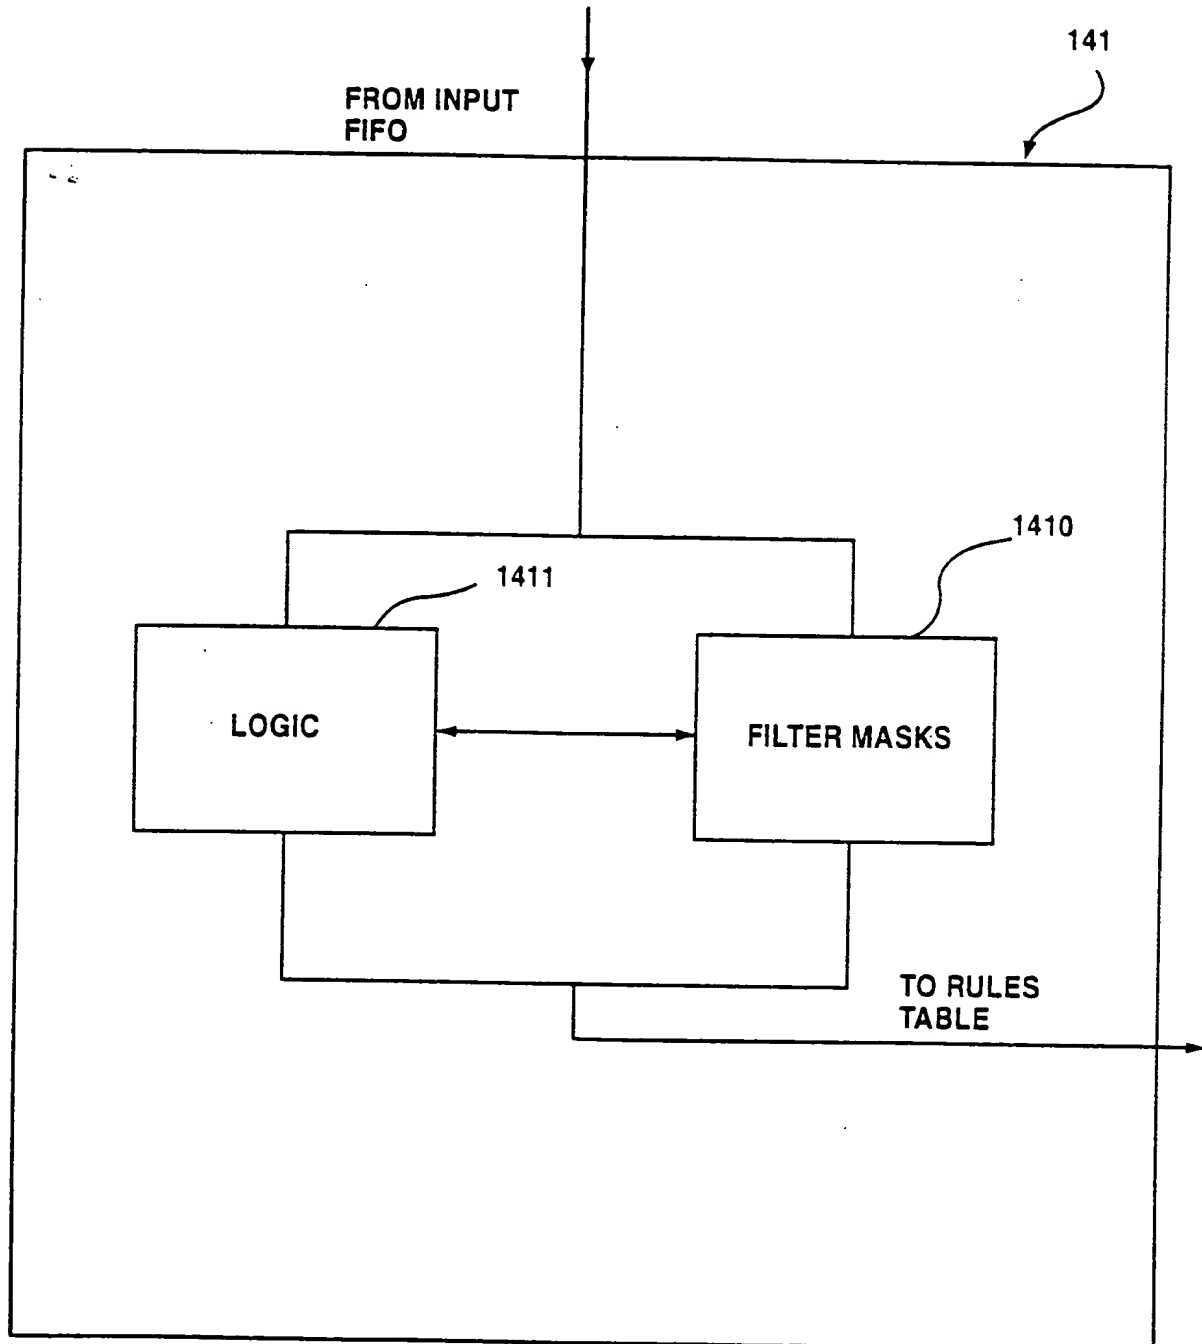 141
FROM INPUT
FIFO
1410
1411
LOGIC
FILTER MASKS
TO RULES
TABLE